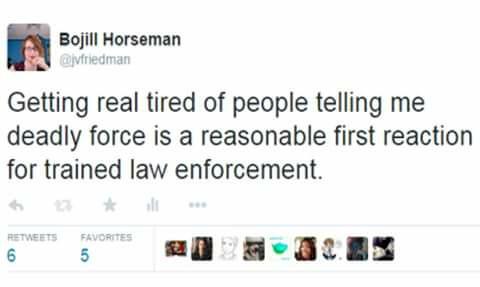 Bojill Horseman
@jvfriedman
Getting real tired of people telling me
deadly force is a reasonable first reaction
for trained law enforcement.
RETWEETS FAVORITES
6 5